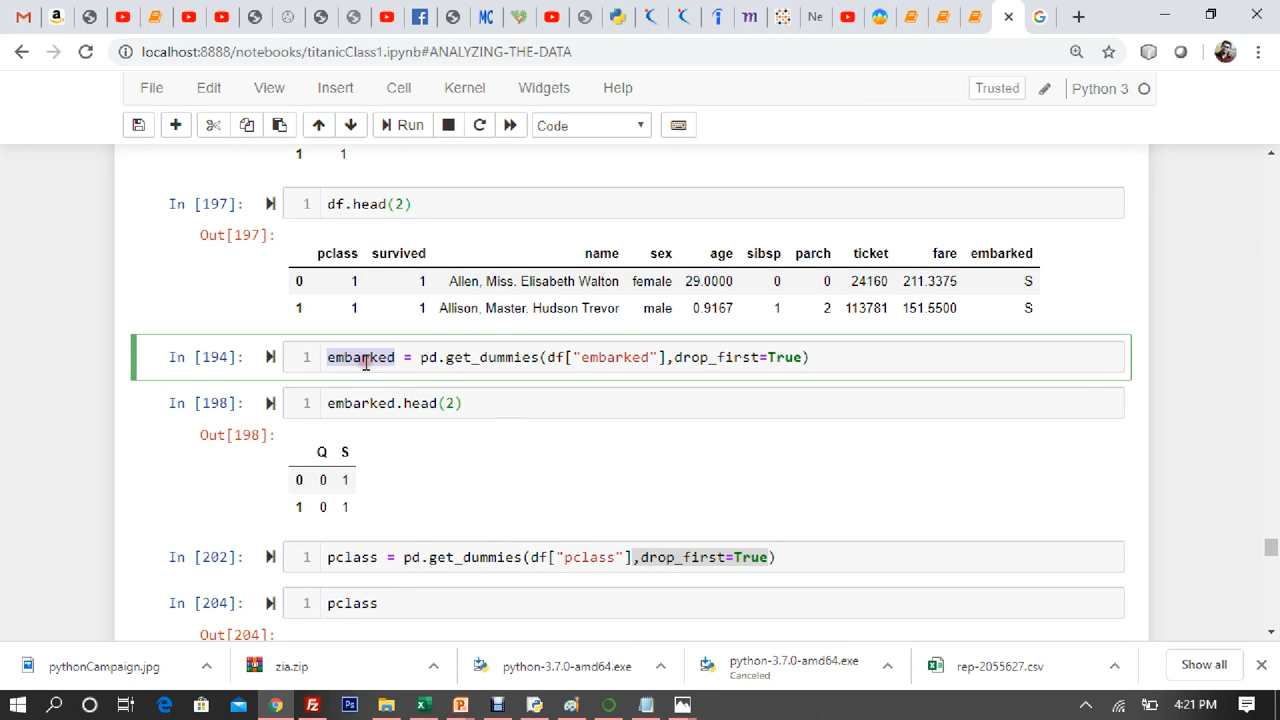 MC
Ne
localhost:8888/notebooks/titanicClass1.ipynb#ANALYZING-THE-DATA
File Edit View Insert Cell Kernel Widgets Help Trusted Python 3
Run Code
1 1
In [197]: 1 df.head(2)
Out[197]:
pclass survived name sex age sibsp parch ticket fare embarked
0 1 1 Allen, Miss. Elisabeth Walton female 29.0000 0 0 24160 211.3375 S
1 1 1 Allison, Master. Hudson Trevor male 0.9167 1 2 113781 151.5500 S
In [194]: 1 embarked = pd.get_dummies(df["embarked"],drop_first=True)
In [198]: 1 embarked.head(2)
Out[198]:
Q S
0 0 1
1 0 1
In [202]: 1 pclass = pd.get_dummies(df["pclass"],drop_first=True)
In [204]: 1 pclass
Out[204]:
pythonCampaign.jpg zia.zip python-3.7.0-amd64.exe python-3.7.0-amd64.exe rep-2055627.csv Show all
Canceled
4:21 PM